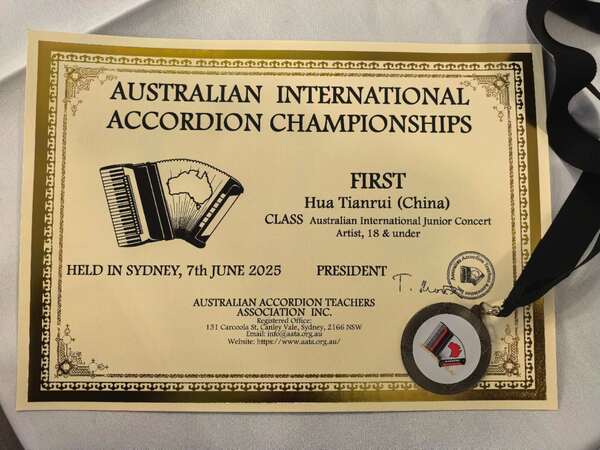 AUSTRALIAN INTERNATIONAL
ACCORDION CHAMPIONSHIPS
FIRST
Hua Tianrui (China)
CLASS Australian International Junior Concert
Artist, 18 & under
HELD IN SYDNEY, 7th JUNE 2025
PRESIDENT
AUSTRALIAN ACCORDION TEACHERS
ASSOCIATION INC.
Registered Office:
131 Carcoola St, Canley Vale, Sydney, 2166 NSW
Email: info@aata.org.au
Website: https://www.aata.org.au/